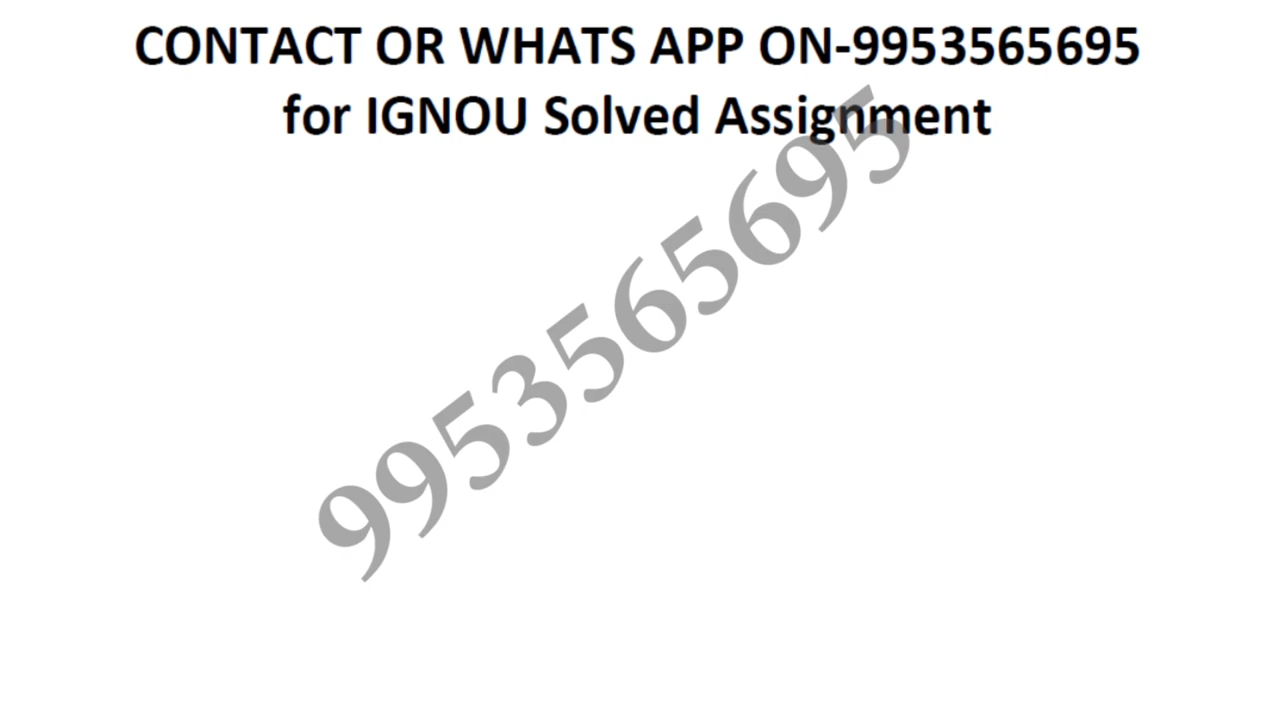 CONTACT OR WHATS APP ON-9953565695
for IGNOU Solved Assignment
9953565695